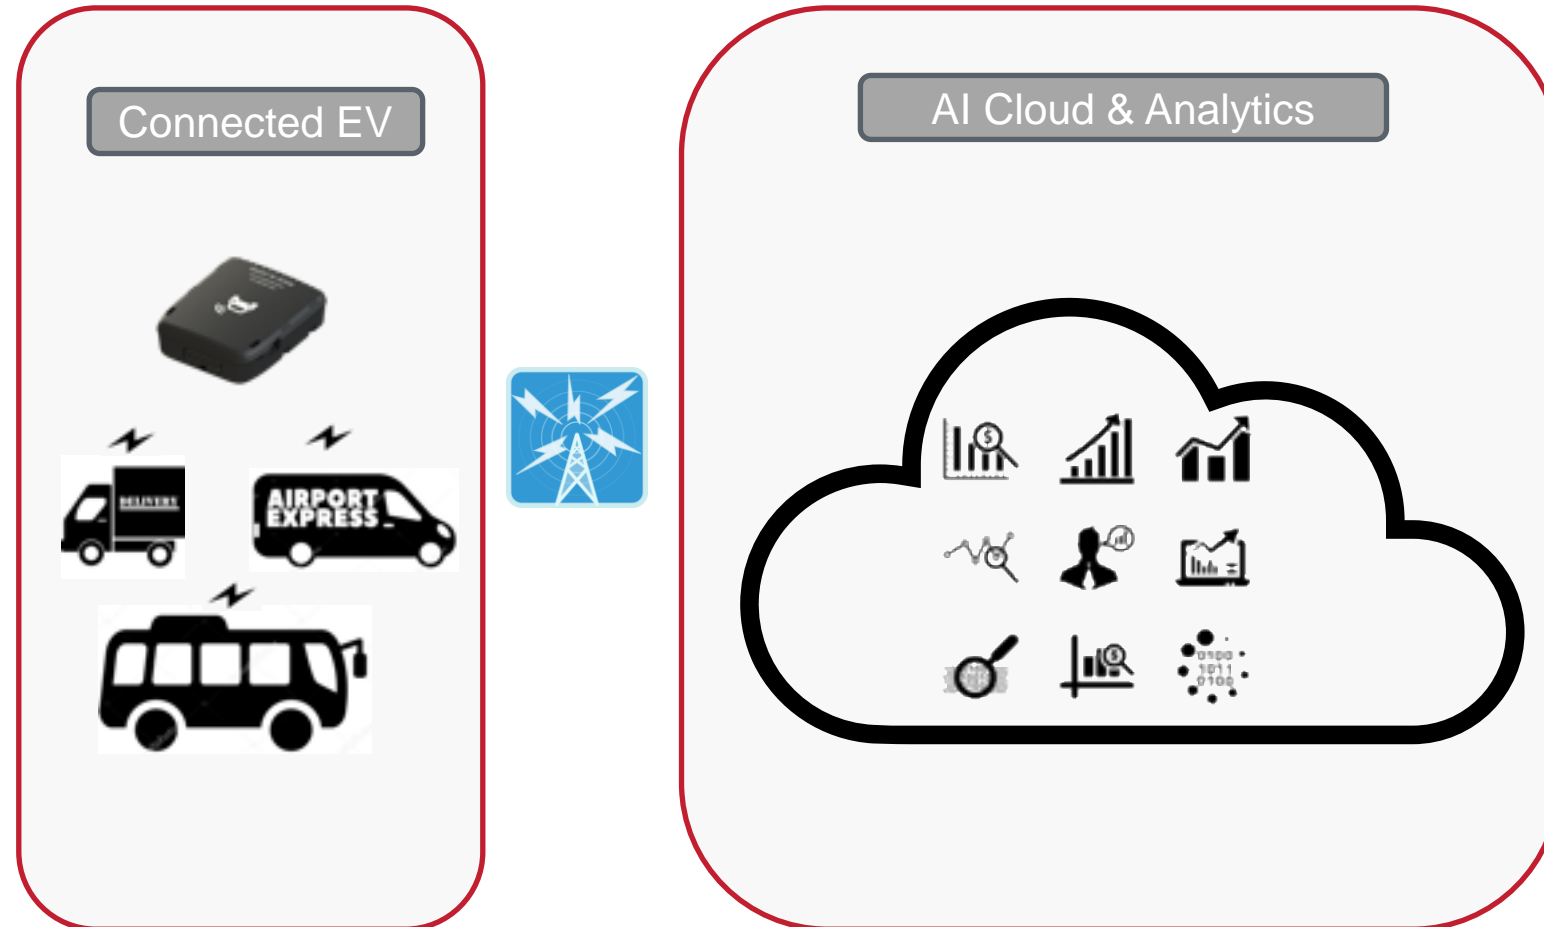 Connected EV
AI Cloud & Analytics
DELIVERY
AIRPORT
EXPRESS
$
$
0100
1011
0100